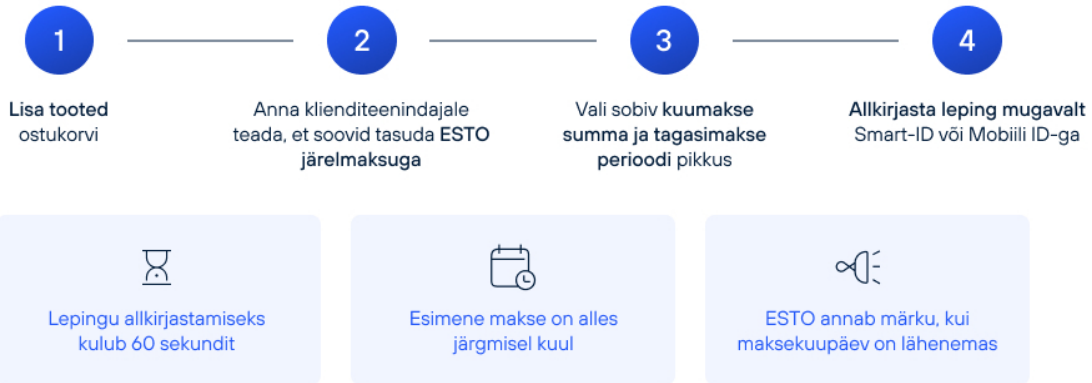 1
2
3
4
Lisa tooted
ostukorvi
Anna klienditeenindajale
teada, et soovid tasuda ESTO
järelmaksuga
Vali sobiv kuumakse
summa ja tagasimakse
perioodi pikkus
Allkirjasta leping mugavalt
Smart-ID või Mobiili ID-ga
Lepingu allkirjastamiseks
kulub 60 sekundit
Esimene makse on alles
järgmisel kuul
ESTO annab märku, kui
maksekuupäev on lähenemas